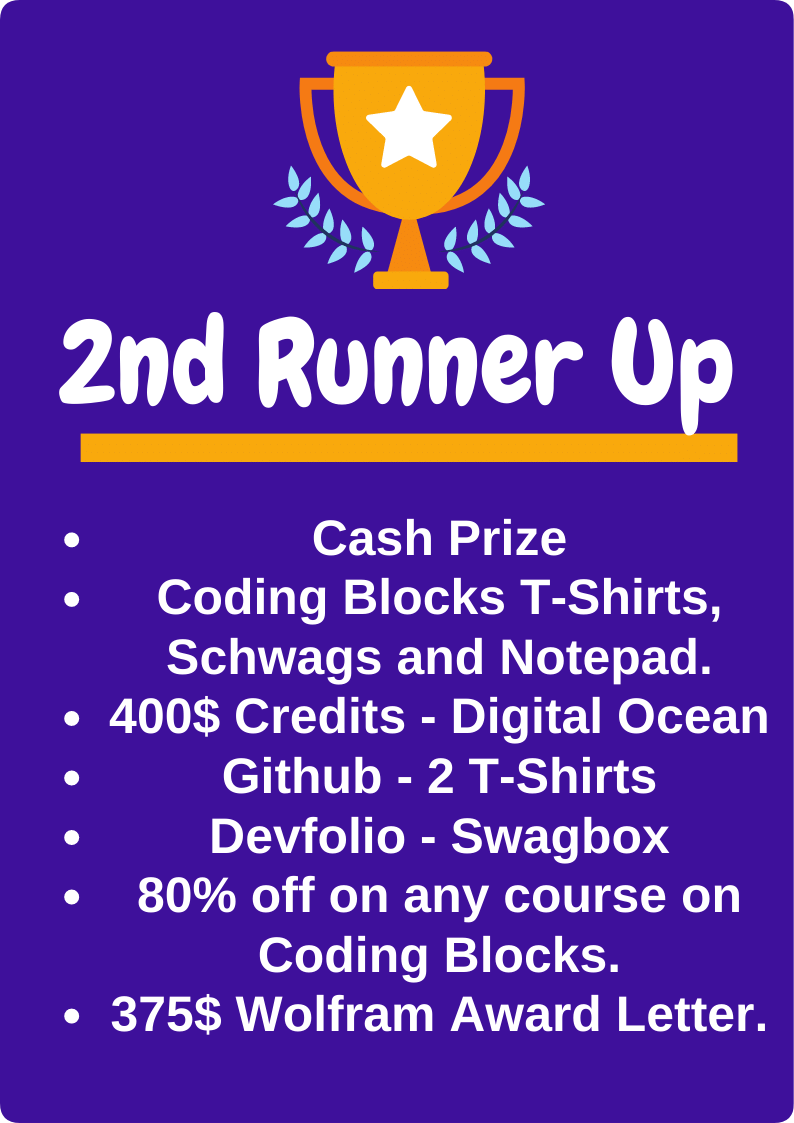 2nd Runner Up
• Cash Prize
• Coding Blocks T-Shirts,
Schwags and Notepad.
• 400$ Credits - Digital Ocean
• Github - 2 T-Shirts
• Devfolio - Swagbox
• 80% off on any course on
Coding Blocks.
• 375$ Wolfram Award Letter.